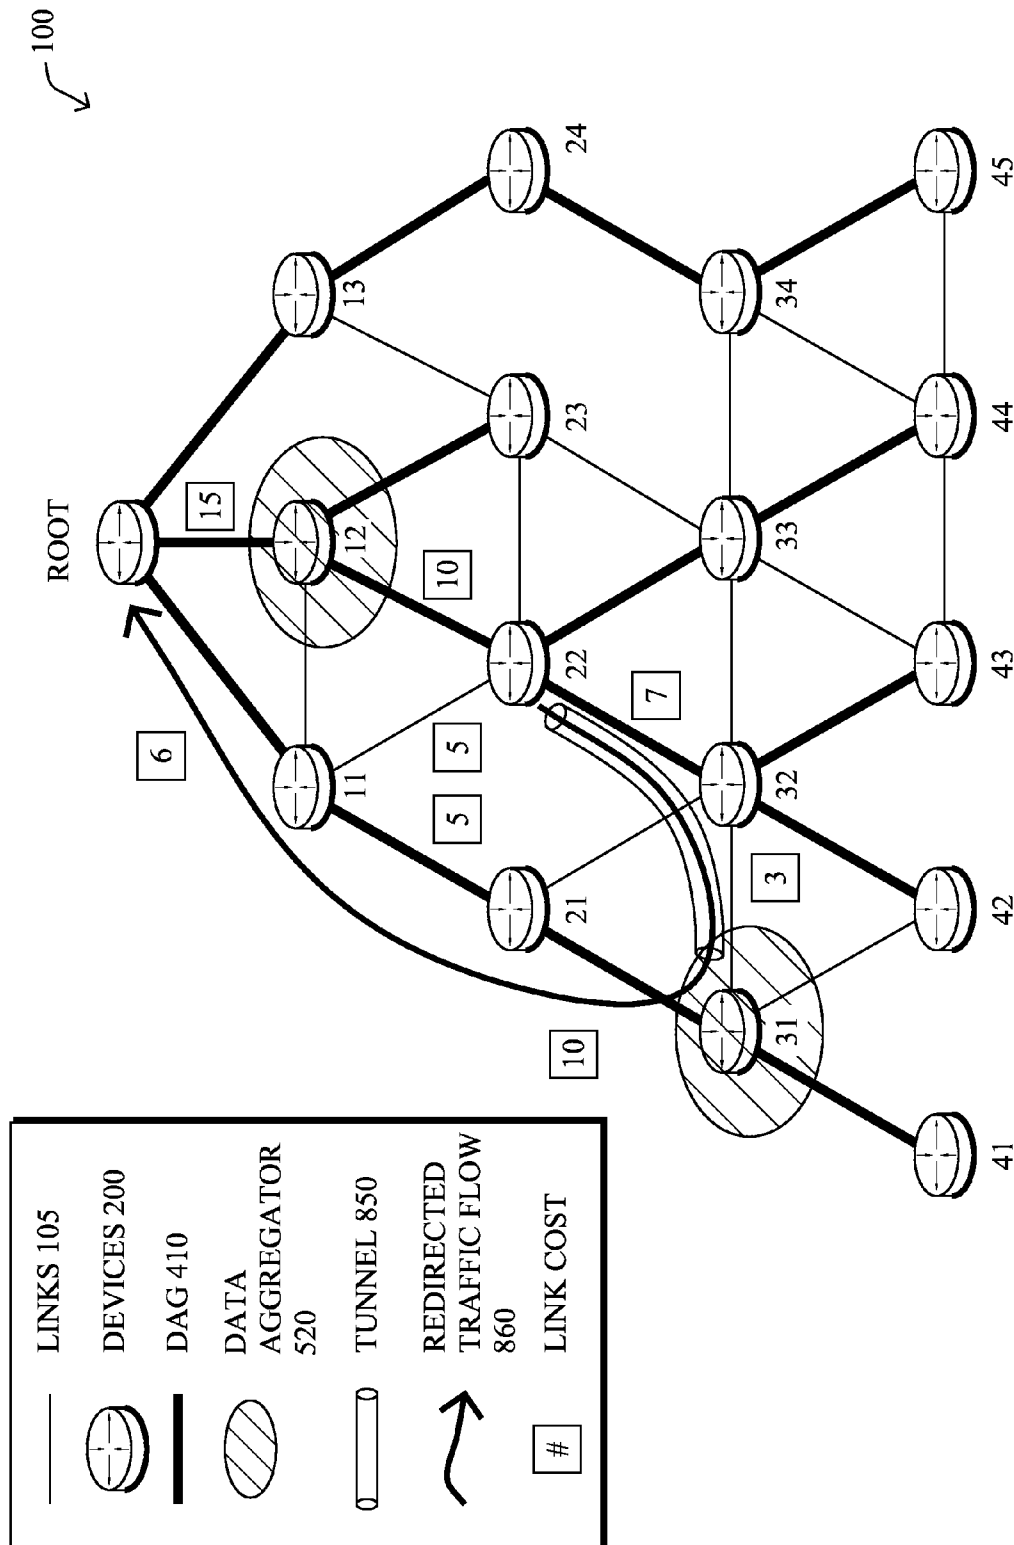 100
ROOT
15
6
11
12
13
10
5
5
21
22
23
24
10
7
3
31
32
33
34
41
42
43
44
45
LINKS 105
DEVICES 200
DAG 410
DATA
AGGREGATOR
520
TUNNEL 850
REDIRECTED
TRAFFIC FLOW
860
# LINK COST